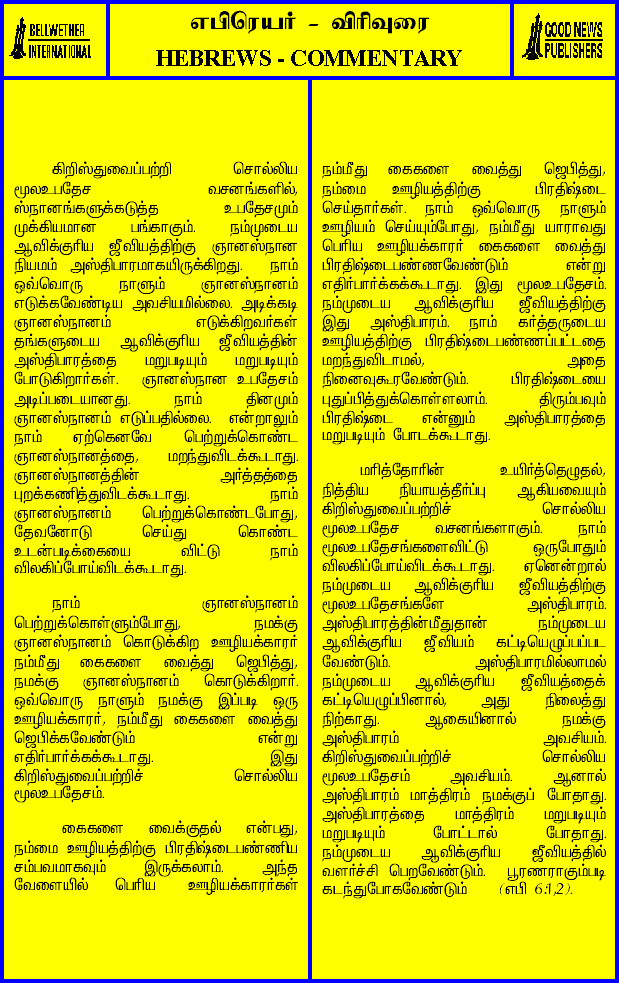 BELLWETHER
INTERNATIONAL
எபிரெயர் - விரிவுரை
HEBREWS - COMMENTARY
GOOD NEWS
PUBLISHERS
கிறிஸ்துவைப்பற்றி சொல்லிய
மூலஉபதேச வசனங்களில்,
ஸ்நானங்களுக்கடுத்த உபதேசமும்
முக்கியமான பங்காகும். நம்முடைய
ஆவிக்குரிய ஜீவியத்திற்கு ஞானஸ்நான
நியமம் அஸ்திபாரமாகயிருக்கிறது. நாம்
ஒவ்வொரு நாளும் ஞானஸ்நானம்
எடுக்கவேண்டிய அவசியமில்லை. அடிக்கடி
ஞானஸ்நானம் எடுக்கிறவர்கள்
தங்களுடைய ஆவிக்குரிய ஜீவியத்தின்
அஸ்திபாரத்தை மறுபடியும் மறுபடியும்
போடுகிறார்கள். ஞானஸ்நான உபதேசம்
அடிப்படையானது. நாம் தினமும்
ஞானஸ்நானம் எடுப்பதில்லை. என்றாலும்
நாம் ஏற்கெனவே பெற்றுக்கொண்ட
ஞானஸ்நானத்தை, மறந்துவிடக்கூடாது.
ஞானஸ்நானத்தின் அர்த்தத்தை
புறக்கணித்துவிடக்கூடாது. நாம்
ஞானஸ்நானம் பெற்றுக்கொண்டபோது,
தேவனோடு செய்து கொண்ட
உடன்படிக்கையை விட்டு நாம்
விலகிப்போய்விடக்கூடாது.
நாம் ஞானஸ்நானம்
பெற்றுக்கொள்ளும்போது, நமக்கு
ஞானஸ்நானம் கொடுக்கிற ஊழியக்காரர்
நம்மீது கைகளை வைத்து ஜெபித்து,
நமக்கு ஞானஸ்நானம் கொடுக்கிறார்.
ஒவ்வொரு நாளும் நமக்கு இப்படி ஒரு
ஊழியக்காரர், நம்மீது கைகளை வைத்து
ஜெபிக்கவேண்டும் என்று
எதிர்பார்க்கக்கூடாது. இது
கிறிஸ்துவைப்பற்றிச் சொல்லிய
மூலஉபதேசம்.
கைகளை வைக்குதல் என்பது,
நம்மை ஊழியத்திற்கு பிரதிஷ்டைபண்ணிய
சம்பவமாகவும் இருக்கலாம். அந்த
வேளையில் பெரிய ஊழியக்காரர்கள்
நம்மீது கைகளை வைத்து ஜெபித்து,
நம்மை ஊழியத்திற்கு பிரதிஷ்டை
செய்தார்கள். நாம் ஒவ்வொரு நாளும்
ஊழியம் செய்யும்போது, நம்மீது யாராவது
பெரிய ஊழியக்காரர் கைகளை வைத்து
பிரதிஷ்டைபண்ணவேண்டும் என்று
எதிர்பார்க்கக்கூடாது. இது மூலஉபதேசம்.
நம்முடைய ஆவிக்குரிய ஜீவியத்திற்கு
இது அஸ்திபாரம். நாம் கர்த்தருடைய
ஊழியத்திற்கு பிரதிஷ்டைபண்ணப்பட்டதை
மறந்துவிடாமல், அதை
நினைவுகூரவேண்டும். பிரதிஷ்டையை
புதுப்பித்துக்கொள்ளலாம். திரும்பவும்
பிரதிஷ்டை என்னும் அஸ்திபாரத்தை
மறுபடியும் போடக்கூடாது.
மரித்தோரின் உயிர்த்தெழுதல்,
நித்திய நியாயத்தீர்ப்பு ஆகியவையும்
கிறிஸ்துவைப்பற்றிச் சொல்லிய
மூலஉபதேச வசனங்களாகும். நாம்
மூலஉபதேசங்களைவிட்டு ஒருபோதும்
விலகிப்போய்விடக்கூடாது. ஏனென்றால்
நம்முடைய ஆவிக்குரிய ஜீவியத்திற்கு
மூலஉபதேசங்களே அஸ்திபாரம்.
அஸ்திபாரத்தின்மீதுதான் நம்முடைய
ஆவிக்குரிய ஜீவியம் கட்டியெழுப்பப்பட
வேண்டும். அஸ்திபாரமில்லாமல்
நம்முடைய ஆவிக்குரிய ஜீவியத்தைக்
கட்டியெழுப்பினால், அது நிலைத்து
நிற்காது. ஆகையினால் நமக்கு
அஸ்திபாரம் அவசியம்.
கிறிஸ்துவைப்பற்றிச் சொல்லிய
மூலஉபதேசம் அவசியம். ஆனால்
அஸ்திபாரம் மாத்திரம் நமக்குப் போதாது.
அஸ்திபாரத்தை மாத்திரம் மறுபடியும்
மறுபடியும் போட்டால் போதாது.
நம்முடைய ஆவிக்குரிய ஜீவியத்தில்
வளர்ச்சி பெறவேண்டும். பூரணராகும்படி
கடந்துபோகவேண்டும் (எபி 6:1,2).